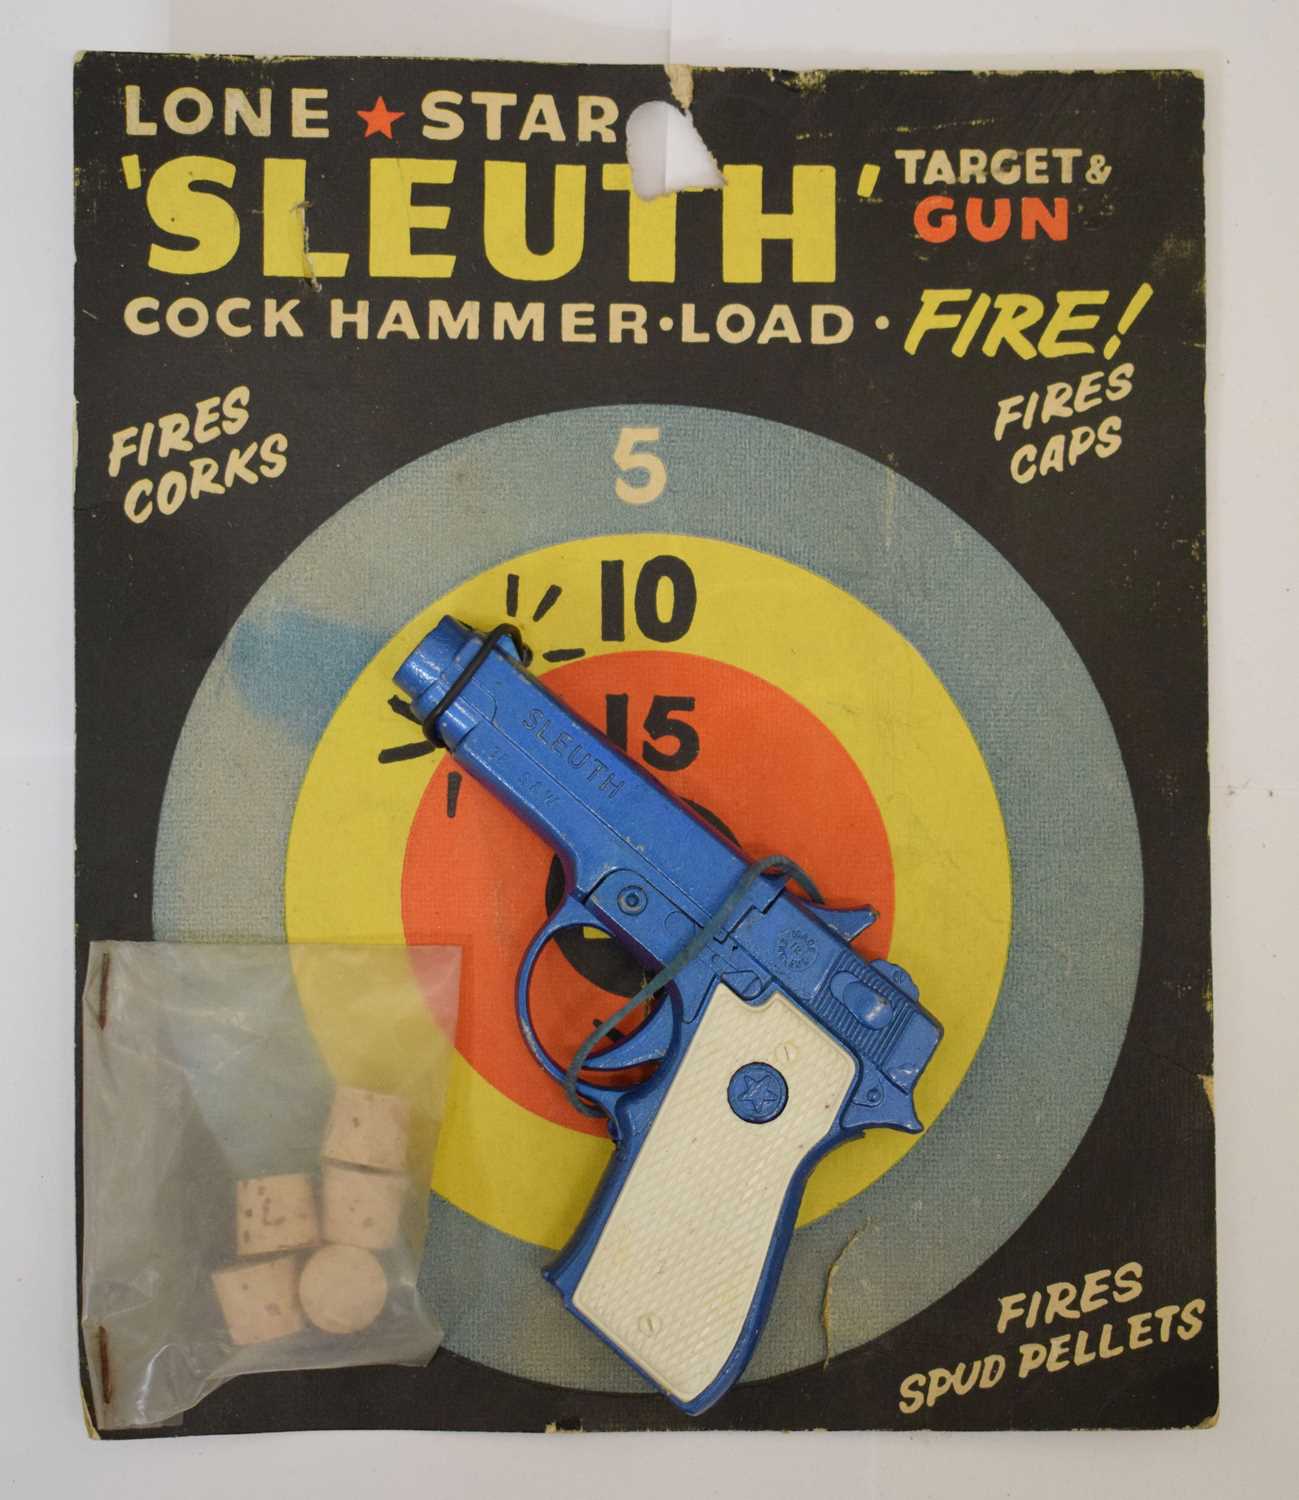 LONE ★ STAR
'SLEUTH'
TARGET &
GUN
COCK HAMMER · LOAD · FIRE!
FIRES
CORKS
FIRES
CAPS
5
10
15
SLEUTH
FIRES
SPUD PELLETS